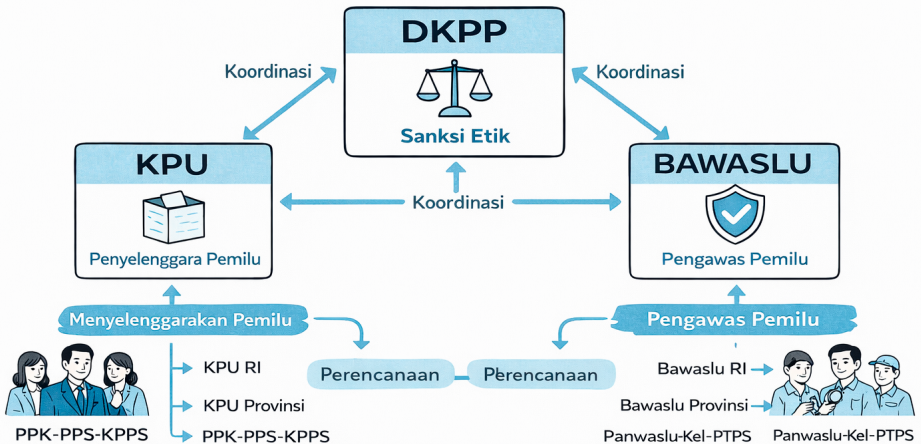 DKPP
Sanksi Etik
Koordinasi
Koordinasi
KPU
Penyelenggara Pemilu
Koordinasi
BAWASLU
Pengawas Pemilu
Menyelenggarakan Pemilu
Pengawas Pemilu
KPU RI
KPU Provinsi
PPK-PPS-KPPS
PPK-PPS-KPPS
Perencanaan
Perencanaan
Bawaslu RI
Bawaslu Provinsi
Panwaslu-Kel-PTPS
Panwaslu-Kel-PTPS